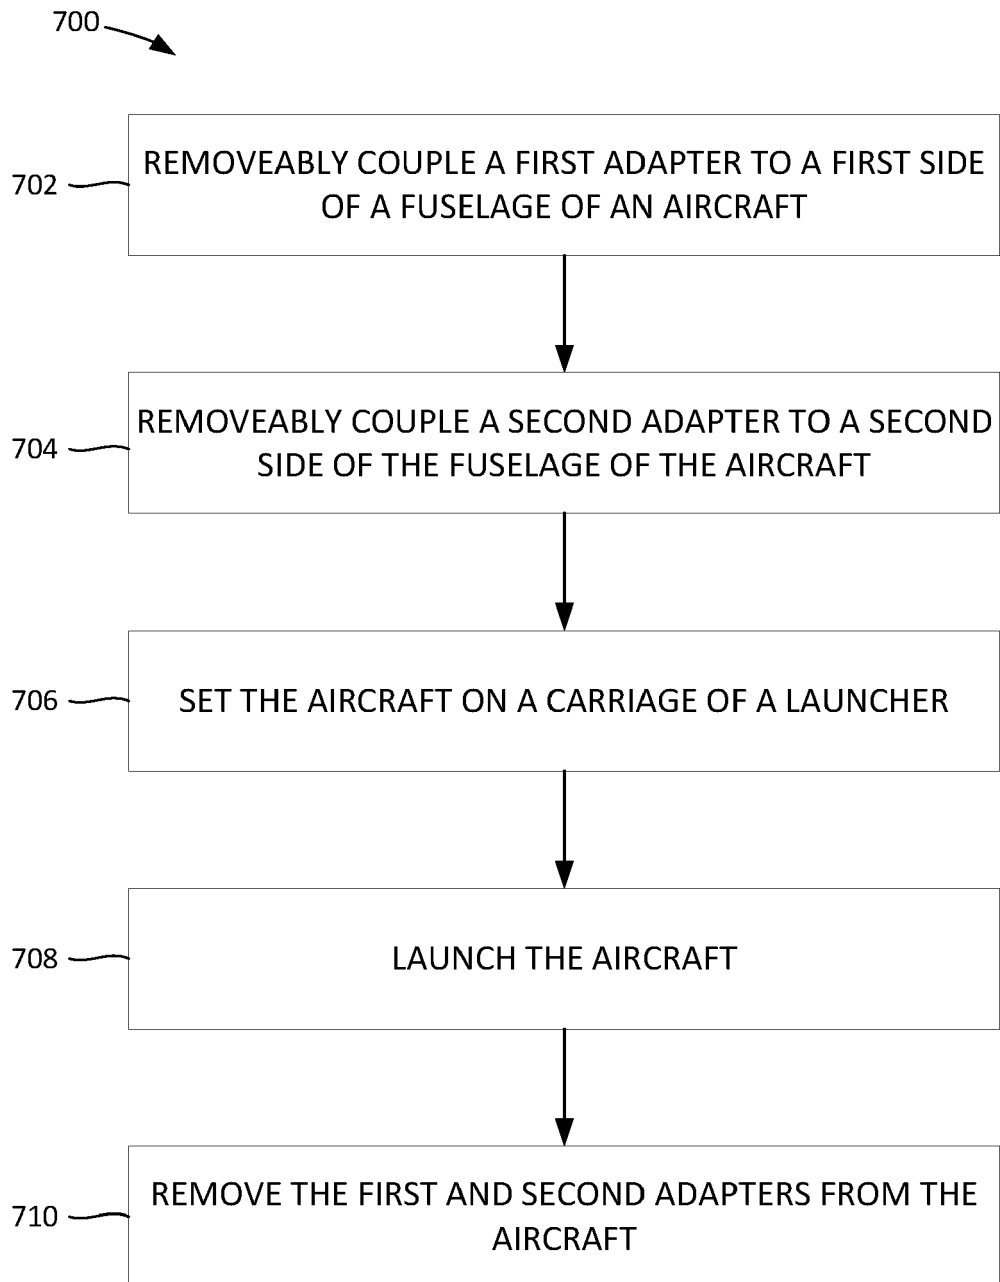 700
702
REMOVEABLY COUPLE A FIRST ADAPTER TO A FIRST SIDE
OF A FUSELAGE OF AN AIRCRAFT
704
REMOVEABLY COUPLE A SECOND ADAPTER TO A SECOND
SIDE OF THE FUSELAGE OF THE AIRCRAFT
706
SET THE AIRCRAFT ON A CARRIAGE OF A LAUNCHER
708
LAUNCH THE AIRCRAFT
710
REMOVE THE FIRST AND SECOND ADAPTERS FROM THE
AIRCRAFT